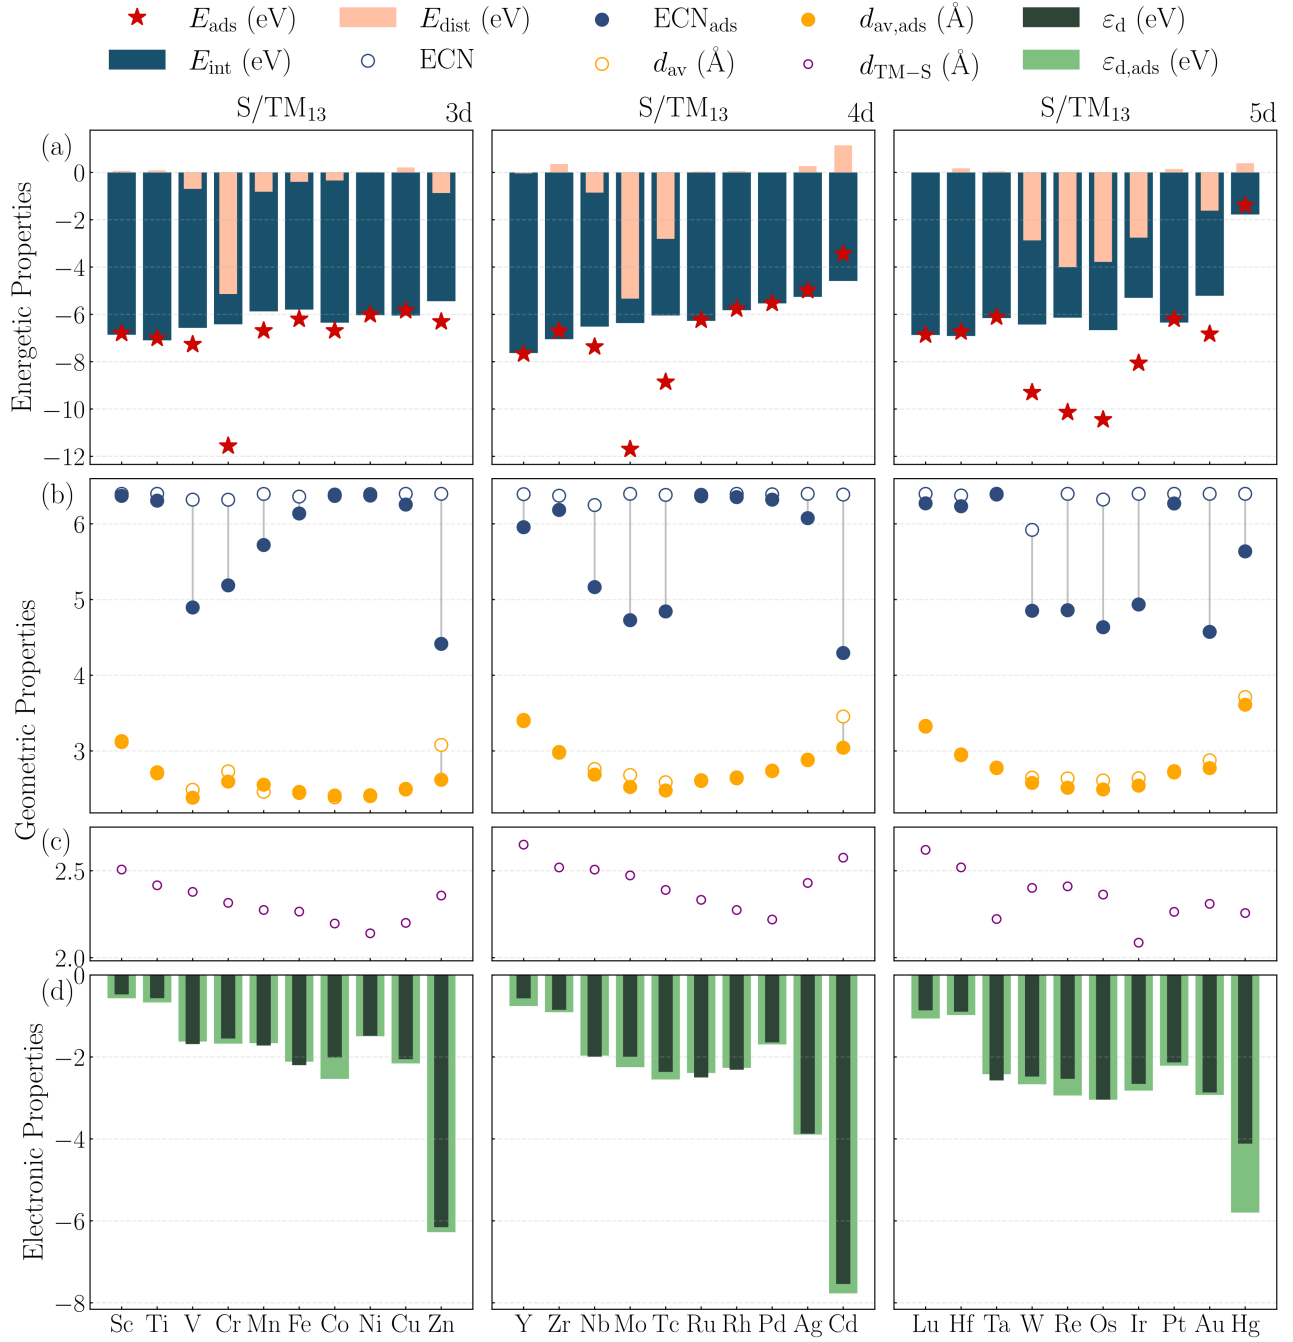 E_ads (eV) E_dist (eV) ECN_ads d_av,ads (Å) ε_d (eV)
E_int (eV) ECN d_av (Å) d_TM−S (Å) ε_d,ads (eV)
S/TM₁₃ 3d S/TM₁₃ 4d S/TM₁₃ 5d
(a)
Energetic Properties
0
−2
−4
−6
−8
−10
−12
(b)
Geometric Properties
6
5
4
3
(c)
2.5
2.0
(d)
Electronic Properties
0
−2
−4
−6
−8
Sc Ti V Cr Mn Fe Co Ni Cu Zn Y Zr Nb Mo Tc Ru Rh Pd Ag Cd Lu Hf Ta W Re Os Ir Pt Au Hg